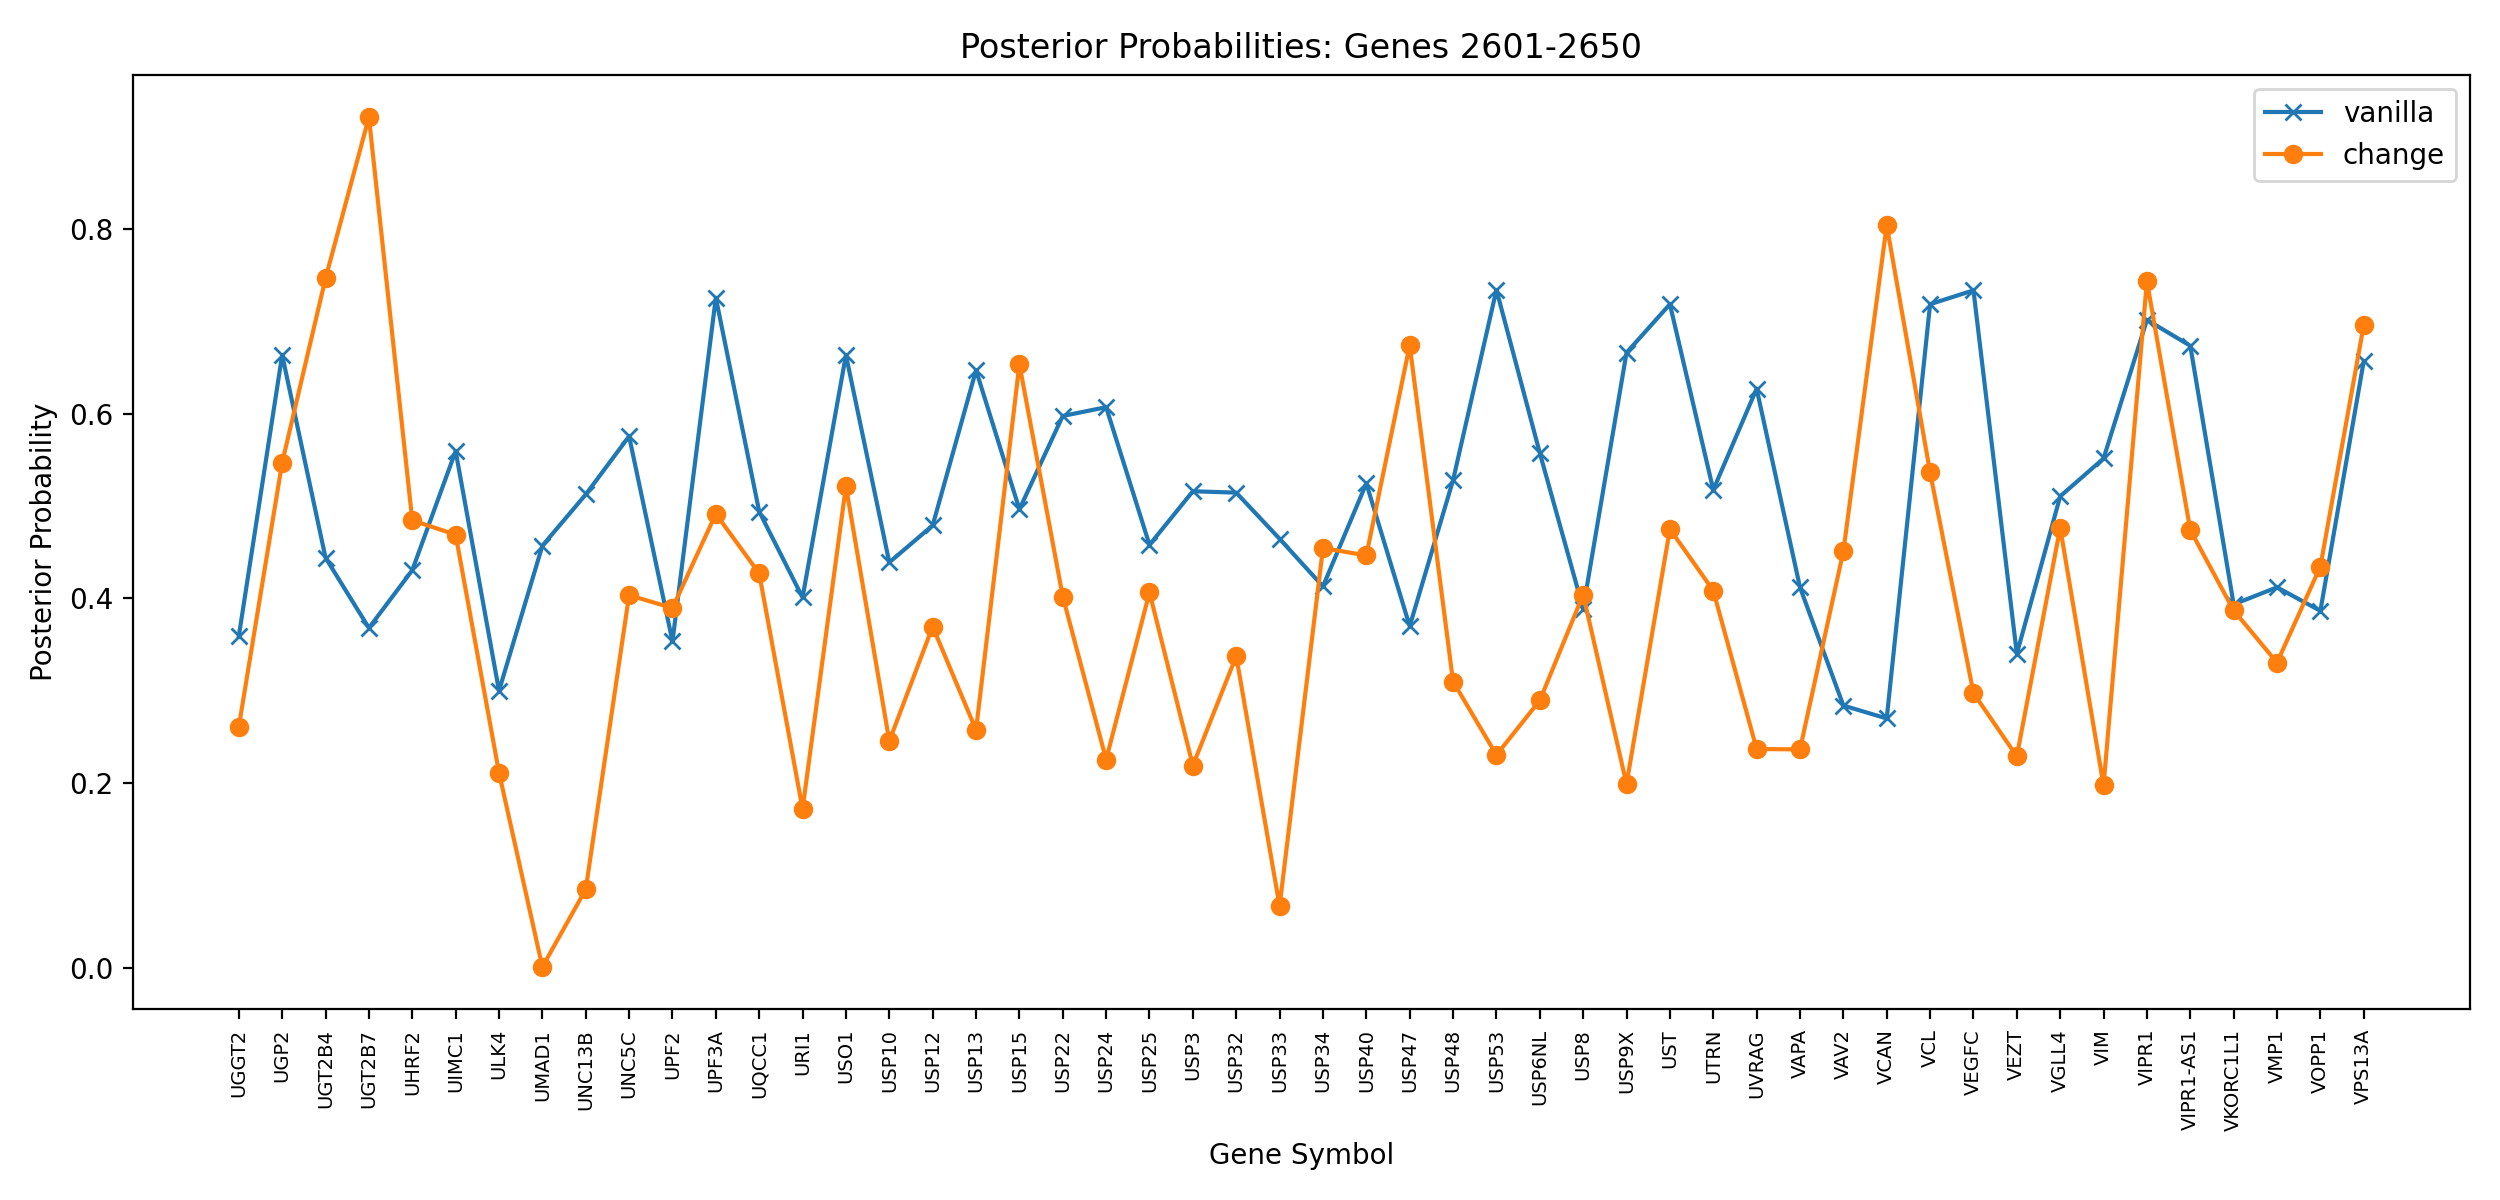 Posterior Probabilities: Genes 2601-2650
vanilla
change
Posterior Probability
0.8
0.6
0.4
0.2
0.0
UGGT2
UGP2
UGT2B4
UGT2B7
UHRF2
UIMC1
ULK4
UMAD1
UNC13B
UNC5C
UPF2
UPF3A
UQCC1
URI1
USO1
USP10
USP12
USP13
USP15
USP22
USP24
USP25
USP3
USP32
USP33
USP34
USP40
USP47
USP48
USP53
USP6NL
USP8
USP9X
UST
UTRN
UVRAG
VAPA
VAV2
VCAN
VCL
VEGFC
VEZT
VGLL4
VIM
VIPR1
VIPR1-AS1
VKORC1L1
VMP1
VOPP1
VPS13A
Gene Symbol